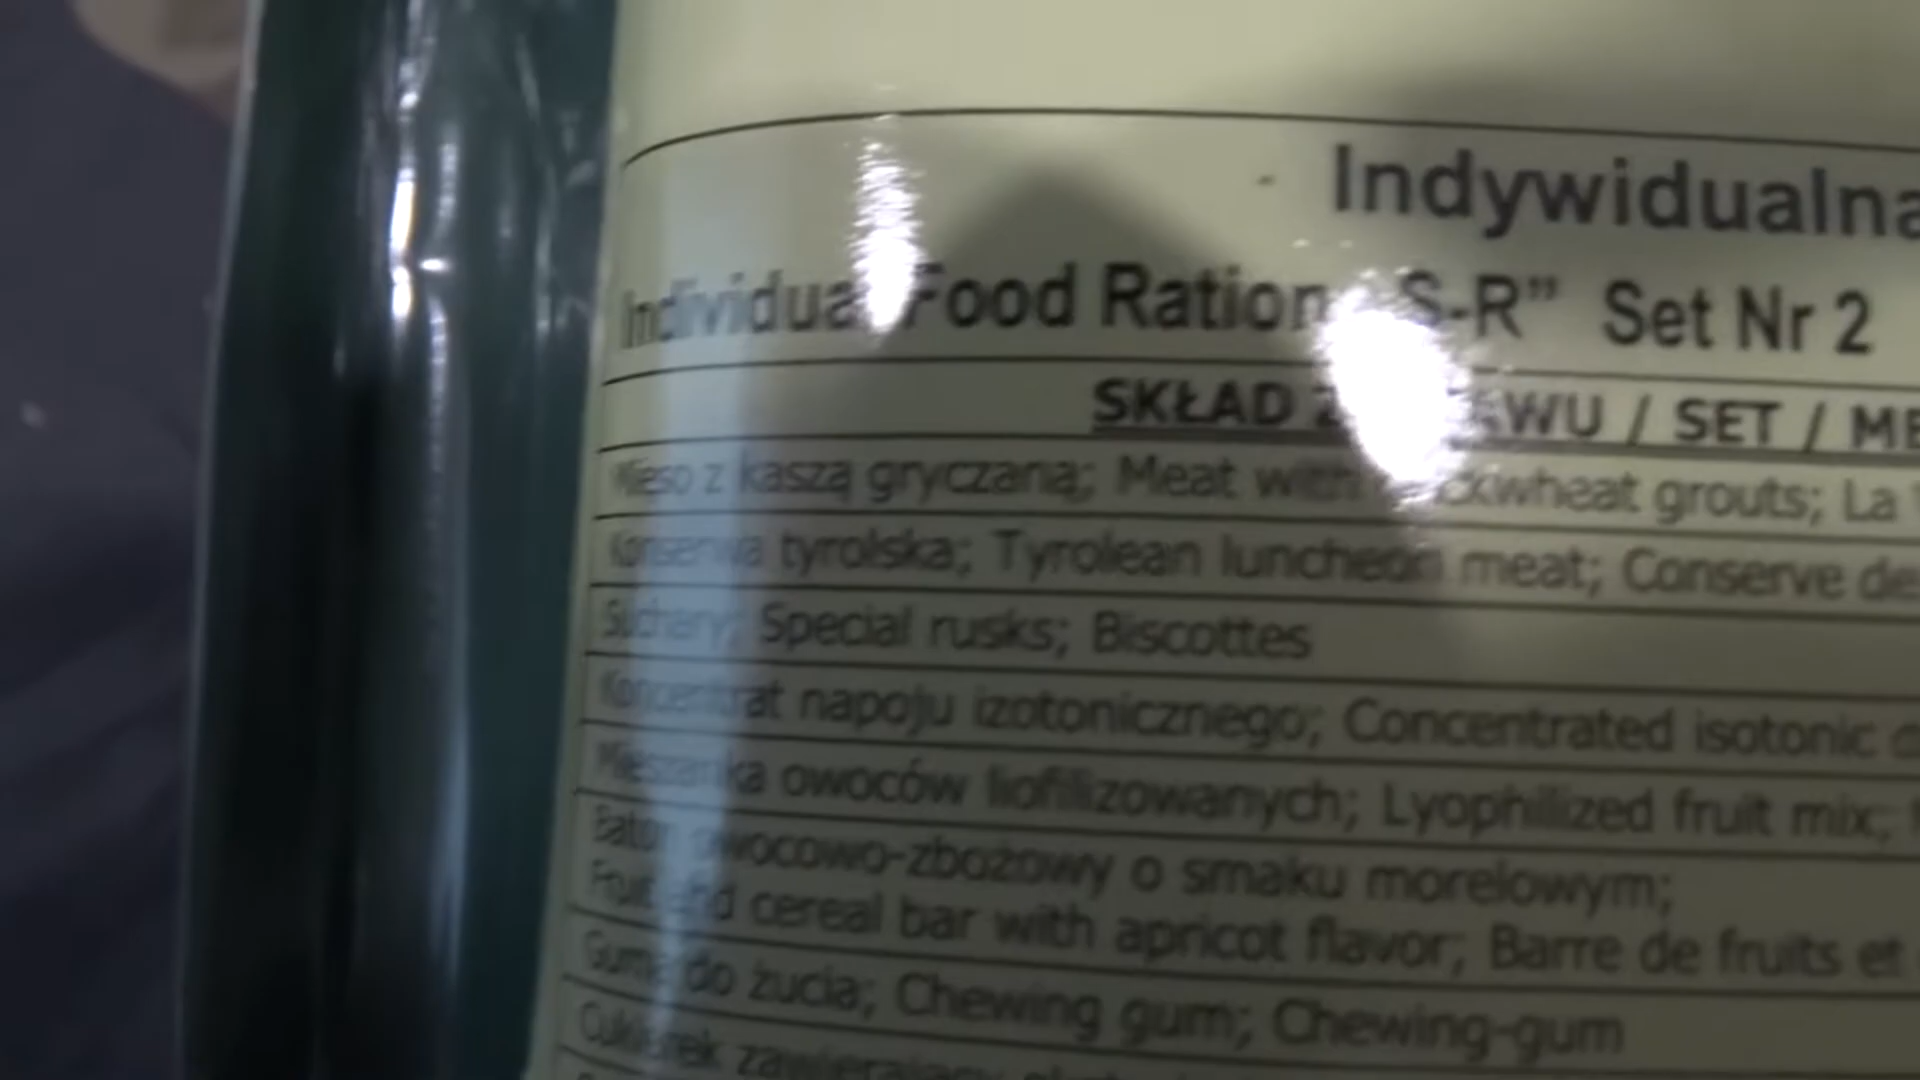 Indywidualna
Individual Food Ration "S-R” Set Nr 2
SKŁAD / SET /
Mięso z kaszą gryczaną; Meat with buckwheat grouts; La
Konserwa tyrolska; Tyrolean luncheon meat; Conserve
Suchary; Special rusks; Biscottes
Koncentrat napoju izotonicznego; Concentrated isotonic
Mieszanka owoców liofilizowanych; Lyophilized fruit mix;
Baton owocowo-zbożowy o smaku morelowym;
Fruit and cereal bar with apricot flavor; Barre de fruits et
Guma do żucia; Chewing gum; Chewing-gum
Cukierek zawierający